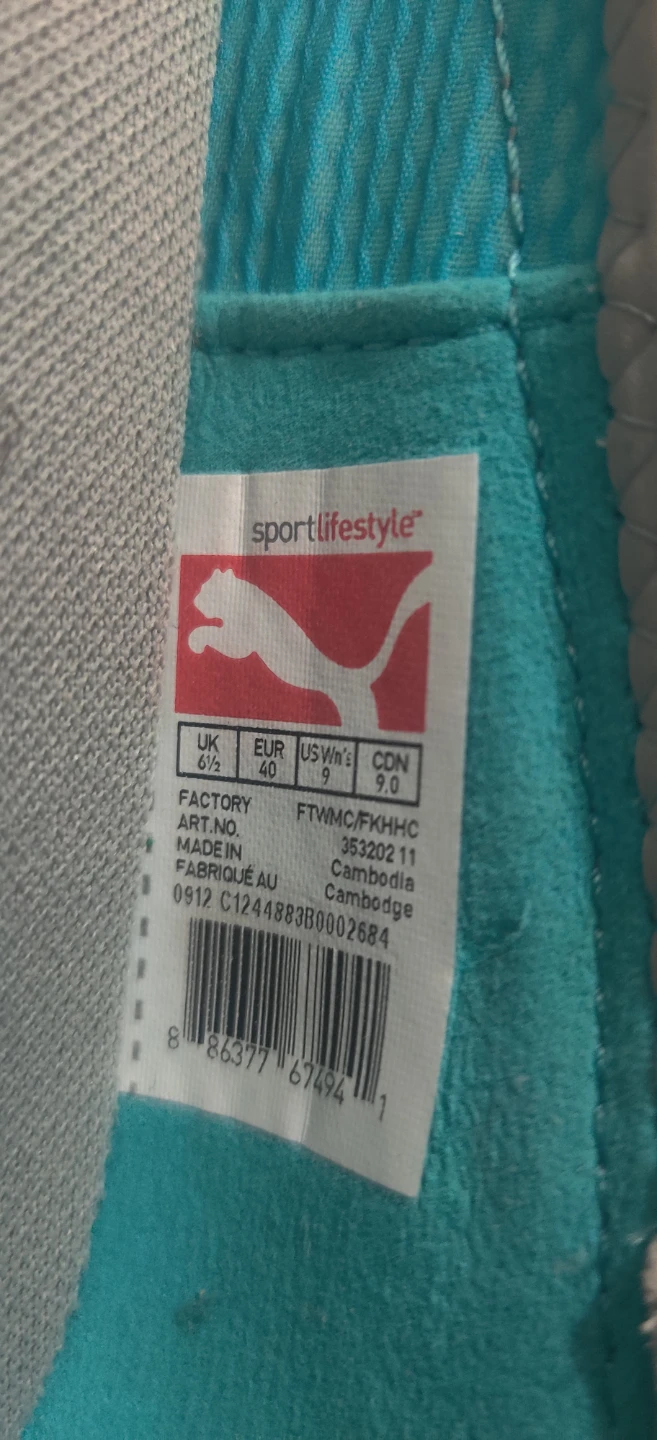 sportlifestyle™
UK EUR US Wn's CDN
6½ 40 9 9.0
FACTORY FTWMC/FKHHC
ART.NO. 353202 11
MADE IN Cambodia
FABRIQUÉ AU Cambodge
0912 C1244883B0002684
8 86377 67494 1